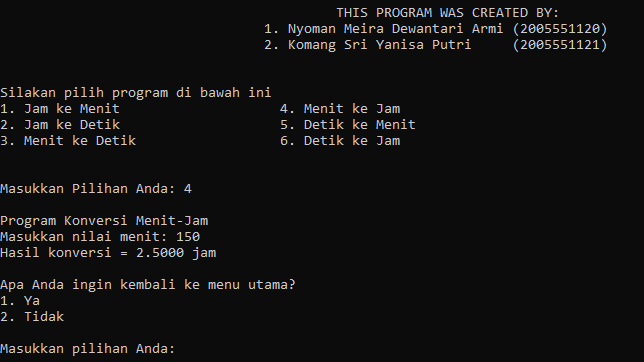 THIS PROGRAM WAS CREATED BY:
1. Nyoman Meira Dewantari Armi (2005551120)
2. Komang Sri Yanisa Putri (2005551121)
Silakan pilih program di bawah ini
1. Jam ke Menit 4. Menit ke Jam
2. Jam ke Detik 5. Detik ke Menit
3. Menit ke Detik 6. Detik ke Jam
Masukkan Pilihan Anda: 4
Program Konversi Menit-Jam
Masukkan nilai menit: 150
Hasil konversi = 2.5000 jam
Apa Anda ingin kembali ke menu utama?
1. Ya
2. Tidak
Masukkan pilihan Anda: